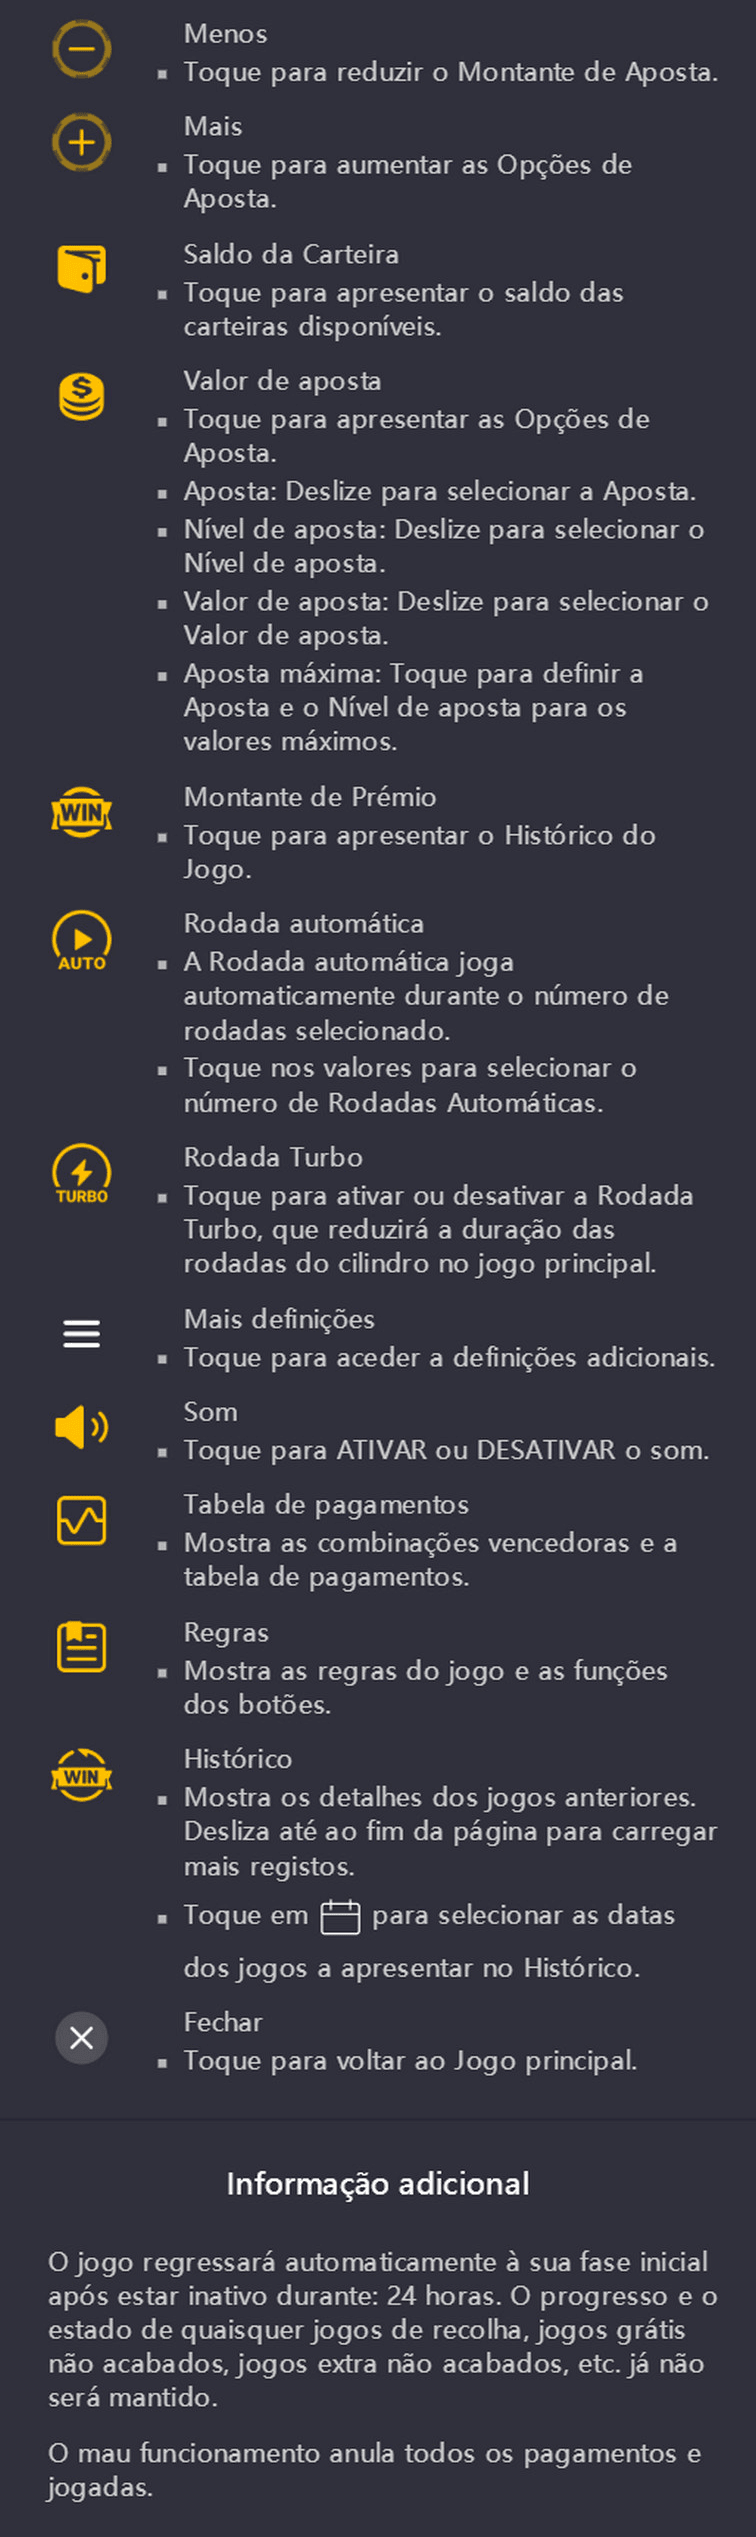 Menos
▪ Toque para reduzir o Montante de Aposta.
Mais
▪ Toque para aumentar as Opções de
Aposta.
Saldo da Carteira
▪ Toque para apresentar o saldo das
carteiras disponíveis.
Valor de aposta
▪ Toque para apresentar as Opções de
Aposta.
▪ Aposta: Deslize para selecionar a Aposta.
▪ Nível de aposta: Deslize para selecionar o
Nível de aposta.
▪ Valor de aposta: Deslize para selecionar o
Valor de aposta.
▪ Aposta máxima: Toque para definir a
Aposta e o Nível de aposta para os
valores máximos.
WIN
Montante de Prémio
▪ Toque para apresentar o Histórico do
Jogo.
AUTO
Rodada automática
▪ A Rodada automática joga
automaticamente durante o número de
rodadas selecionado.
▪ Toque nos valores para selecionar o
número de Rodadas Automáticas.
TURBO
Rodada Turbo
▪ Toque para ativar ou desativar a Rodada
Turbo, que reduzirá a duração das
rodadas do cilindro no jogo principal.
Mais definições
▪ Toque para aceder a definições adicionais.
Som
▪ Toque para ATIVAR ou DESATIVAR o som.
Tabela de pagamentos
▪ Mostra as combinações vencedoras e a
tabela de pagamentos.
Regras
▪ Mostra as regras do jogo e as funções
dos botões.
WIN
Histórico
▪ Mostra os detalhes dos jogos anteriores.
Desliza até ao fim da página para carregar
mais registos.
▪ Toque em para selecionar as datas
dos jogos a apresentar no Histórico.
Fechar
▪ Toque para voltar ao Jogo principal.
Informação adicional
O jogo regressará automaticamente à sua fase inicial
após estar inativo durante: 24 horas. O progresso e o
estado de quaisquer jogos de recolha, jogos grátis
não acabados, jogos extra não acabados, etc. já não
será mantido.
O mau funcionamento anula todos os pagamentos e
jogadas.